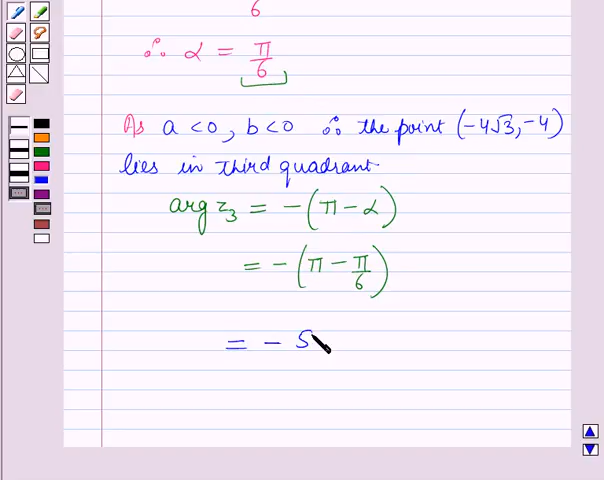 6
∴ α = π/6
As a < 0, b < 0 ∴ the point (-4√3, -4)
lies in third quadrant.
arg z₃ = -(π - α)
= -(π - π/6)
= - 5